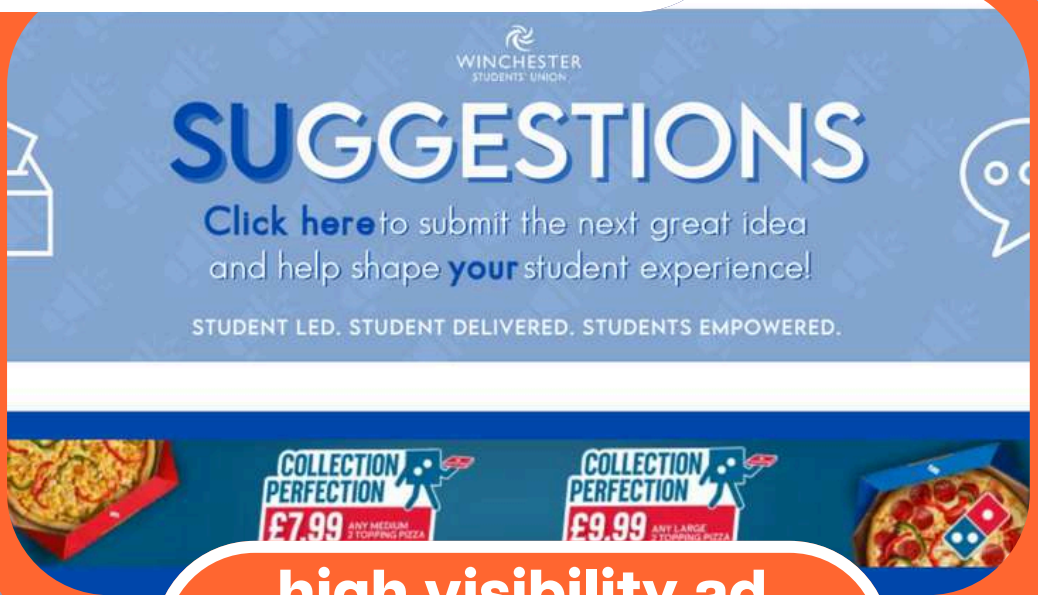 WINCHESTER
STUDENTS' UNION
SUGGESTIONS
Click here to submit the next great idea
and help shape your student experience!
STUDENT LED. STUDENT DELIVERED. STUDENTS EMPOWERED.
COLLECTION
PERFECTION
£7.99 ANY MEDIUM
2 TOPPING PIZZA
COLLECTION
PERFECTION
£9.99 ANY LARGE
2 TOPPING PIZZA
high visibility ad